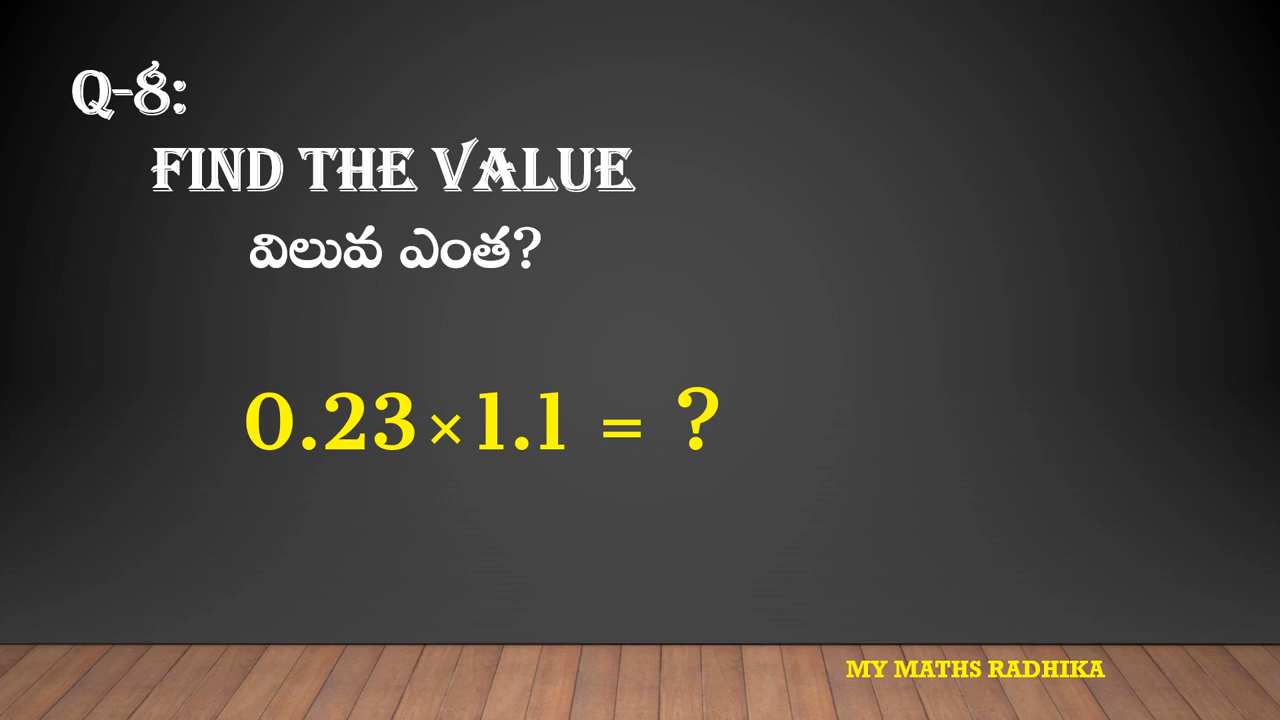 Q-8:
FIND THE VALUE
విలువ ఎంత?
0.23×1.1 = ?
MY MATHS RADHIKA